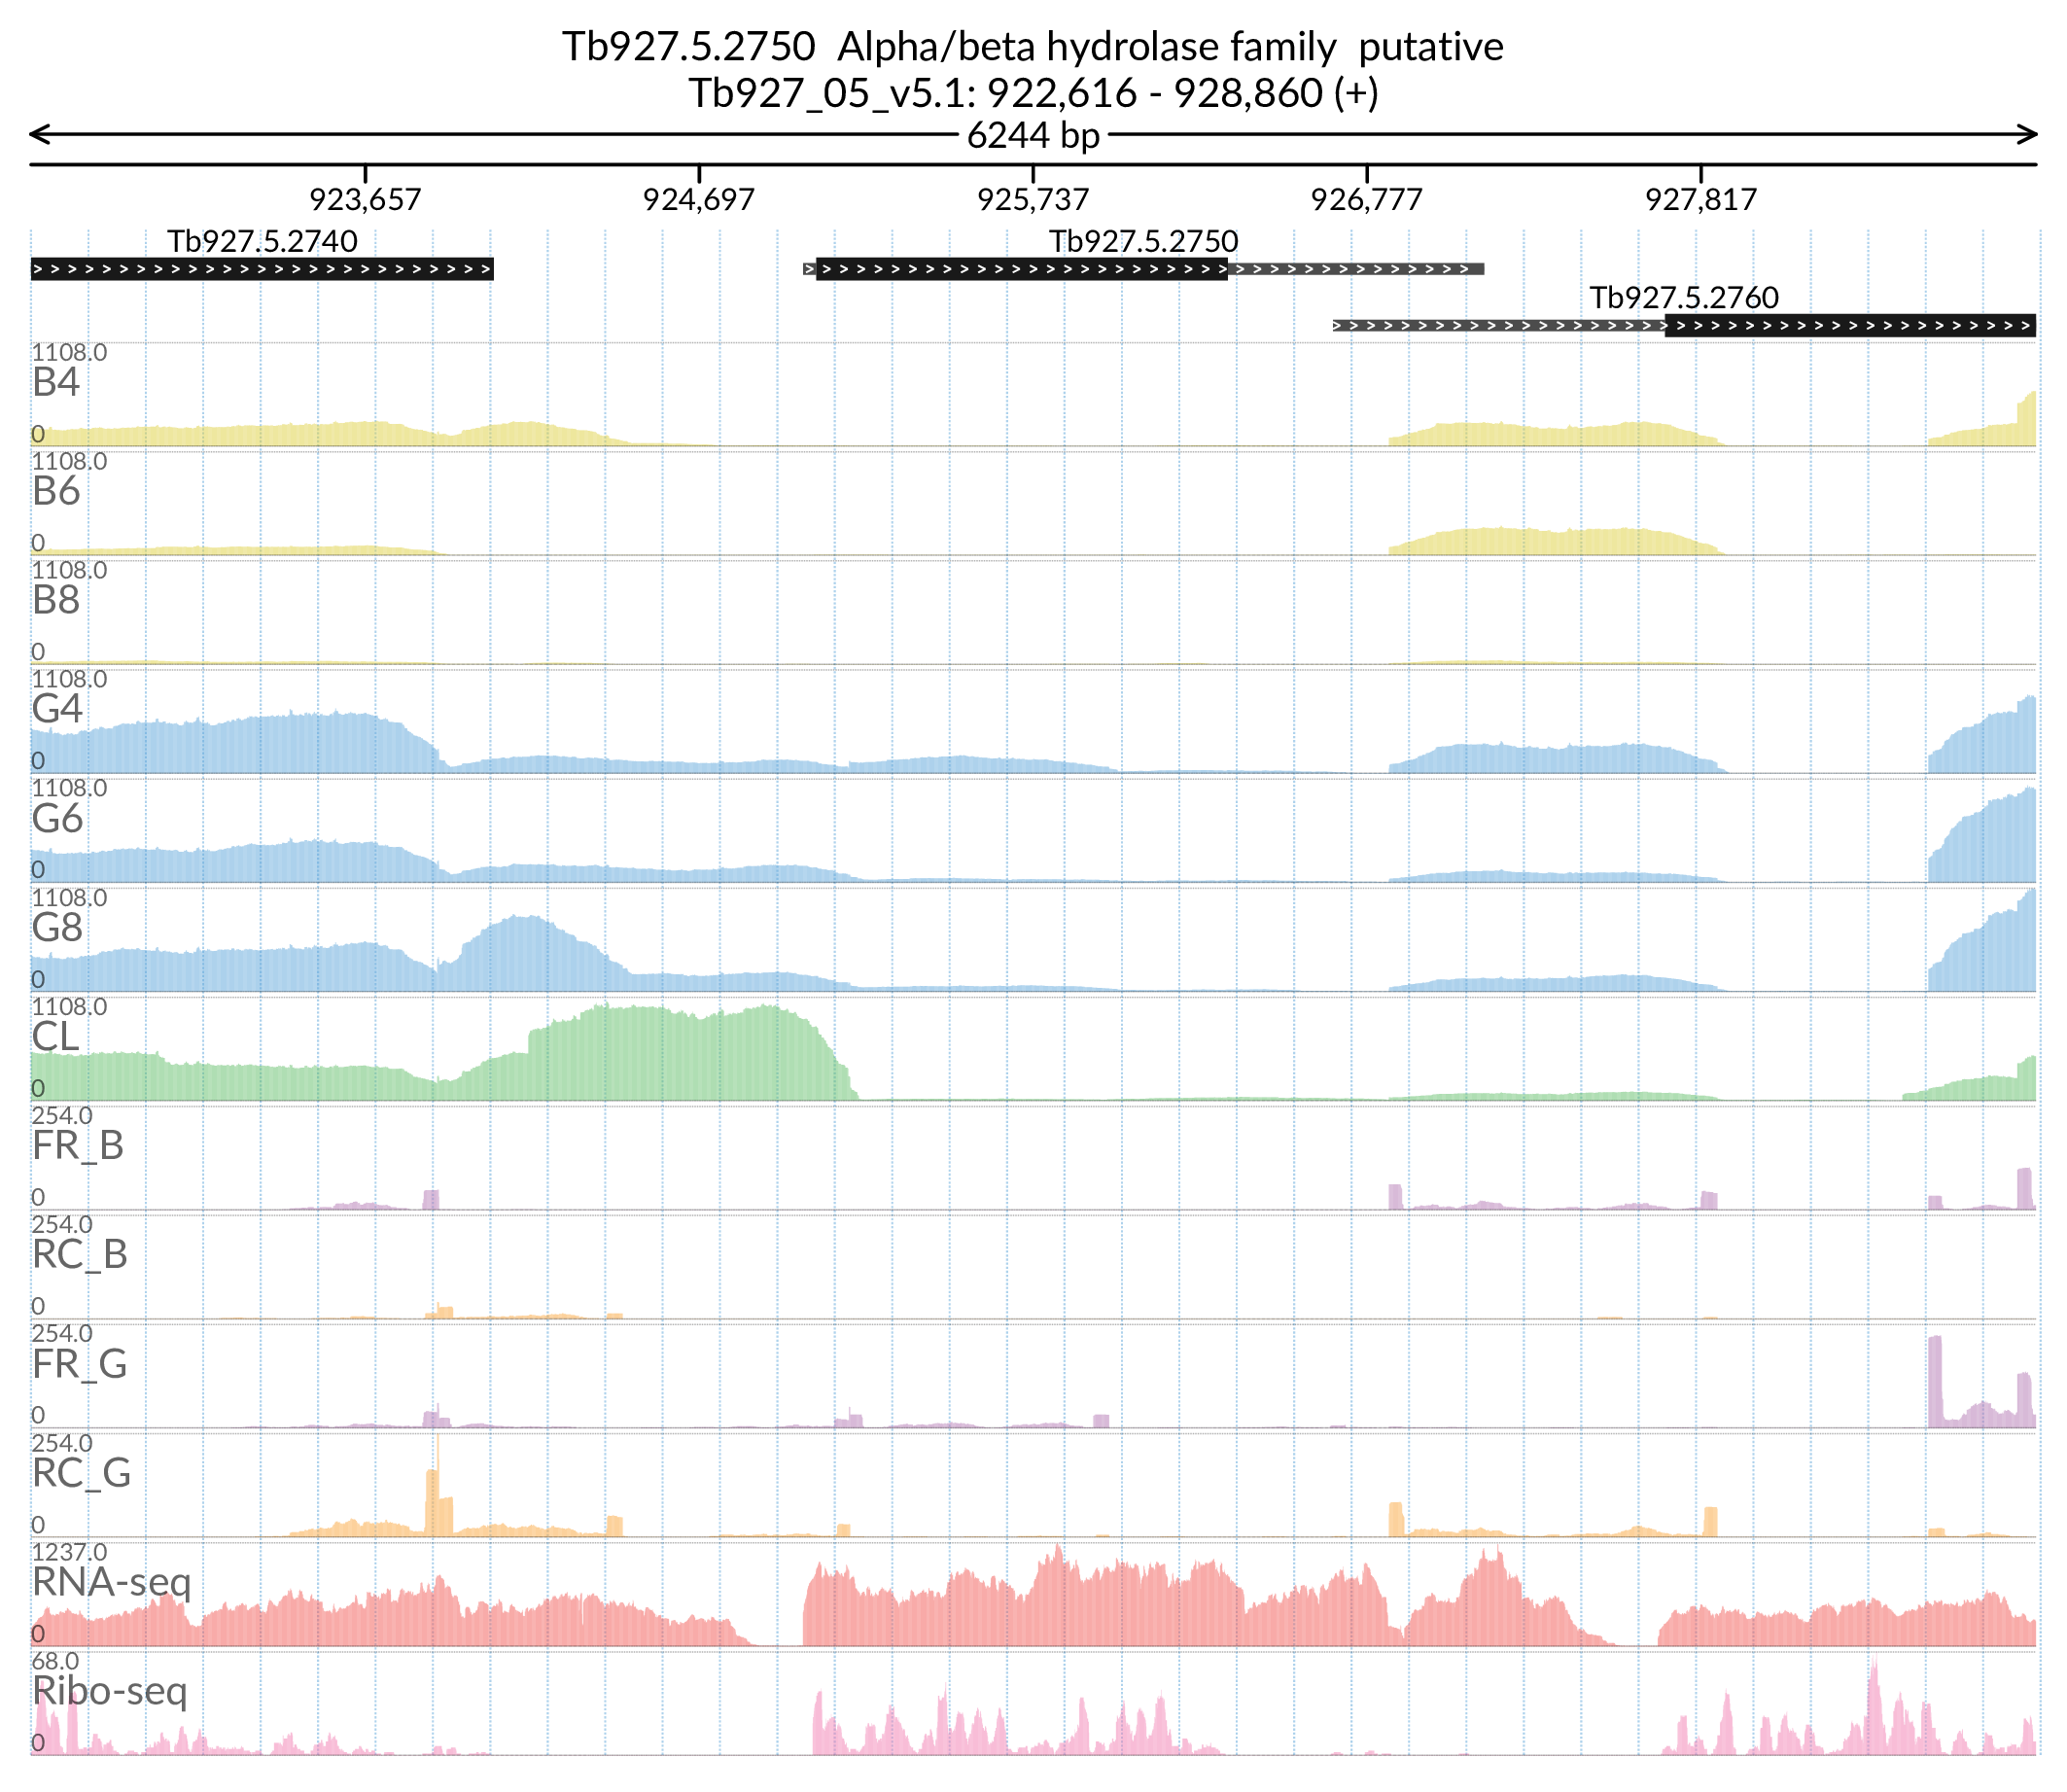 Tb927.5.2750  Alpha/beta hydrolase family  putative
Tb927_05_v5.1: 922,616 - 928,860 (+)
6244 bp
923,657 924,697 925,737 926,777 927,817
Tb927.5.2740 Tb927.5.2750
Tb927.5.2760
1108.0
B4
0
1108.0
B6
0
1108.0
B8
0
1108.0
G4
0
1108.0
G6
0
1108.0
G8
0
1108.0
CL
0
254.0
FR_B
0
254.0
RC_B
0
254.0
FR_G
0
254.0
RC_G
0
1237.0
RNA-seq
0
68.0
Ribo-seq
0